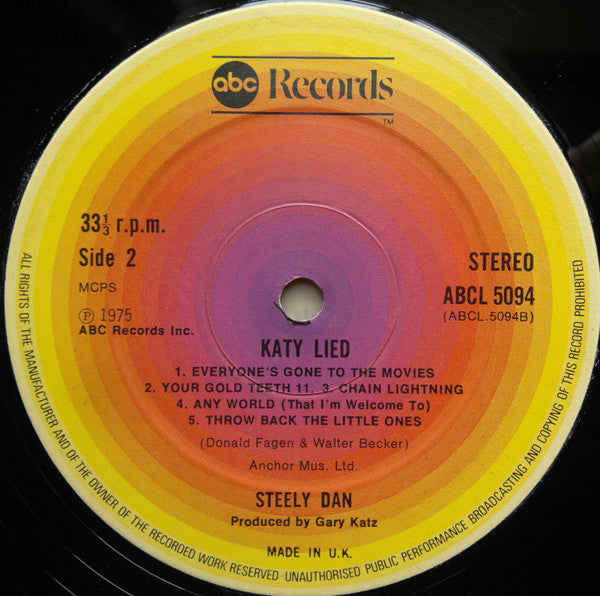 abc Records
TM
33⅓ r.p.m.
Side 2
MCPS
Ⓟ 1975
ABC Records Inc.
STEREO
ABCL 5094
(ABCL.5094B)
KATY LIED
1. EVERYONE'S GONE TO THE MOVIES
2. YOUR GOLD TEETH 11. 3. CHAIN LIGHTNING
4. ANY WORLD (That I'm Welcome To)
5. THROW BACK THE LITTLE ONES
(Donald Fagen & Walter Becker)
Anchor Mus. Ltd.
STEELY DAN
Produced by Gary Katz
MADE IN U.K.
ALL RIGHTS OF THE MANUFACTURER AND OF THE OWNER OF THE RECORDED WORK RESERVED · UNAUTHORISED PUBLIC PERFORMANCE BROADCASTING AND COPYING OF THIS RECORD PROHIBITED